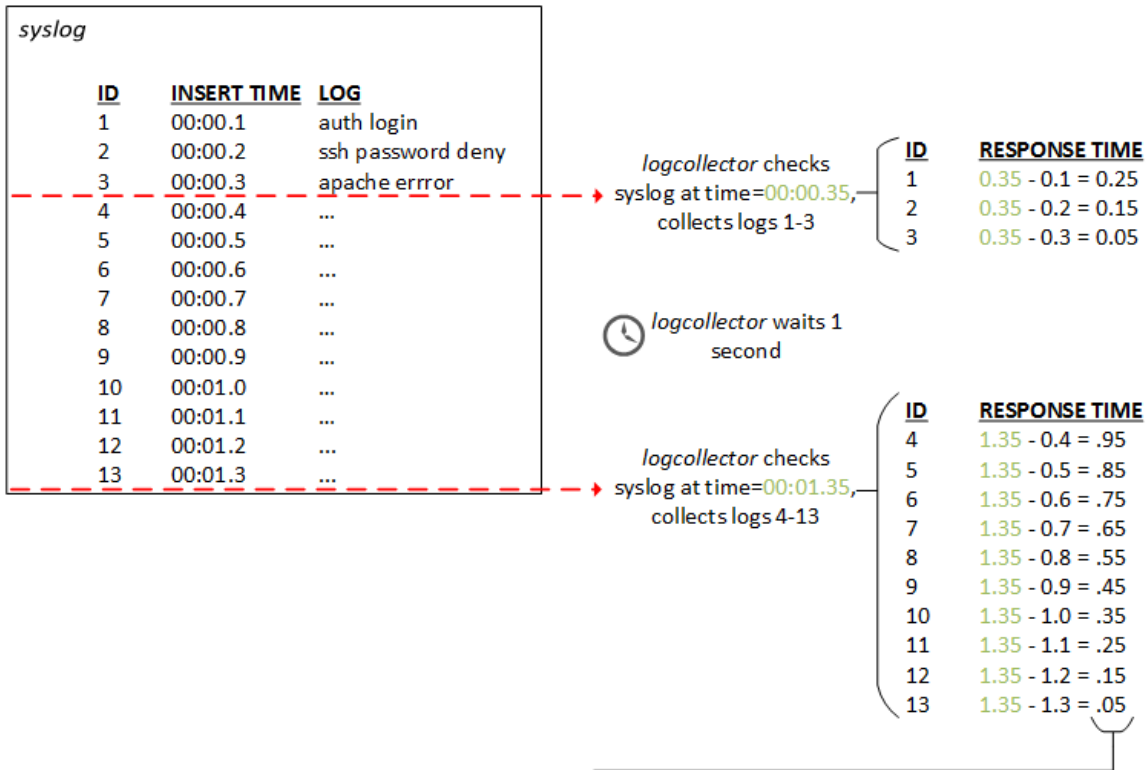 syslog
ID INSERT TIME LOG
1 00:00.1 auth login
2 00:00.2 ssh password deny
3 00:00.3 apache errror
4 00:00.4 ...
5 00:00.5 ...
6 00:00.6 ...
7 00:00.7 ...
8 00:00.8 ...
9 00:00.9 ...
10 00:01.0 ...
11 00:01.1 ...
12 00:01.2 ...
13 00:01.3 ...
logcollector checks
syslog at time=00:00.35,
collects logs 1-3
ID RESPONSE TIME
1 0.35 - 0.1 = 0.25
2 0.35 - 0.2 = 0.15
3 0.35 - 0.3 = 0.05
logcollector waits 1
second
logcollector checks
syslog at time=00:01.35,
collects logs 4-13
ID RESPONSE TIME
4 1.35 - 0.4 = .95
5 1.35 - 0.5 = .85
6 1.35 - 0.6 = .75
7 1.35 - 0.7 = .65
8 1.35 - 0.8 = .55
9 1.35 - 0.9 = .45
10 1.35 - 1.0 = .35
11 1.35 - 1.1 = .25
12 1.35 - 1.2 = .15
13 1.35 - 1.3 = .05